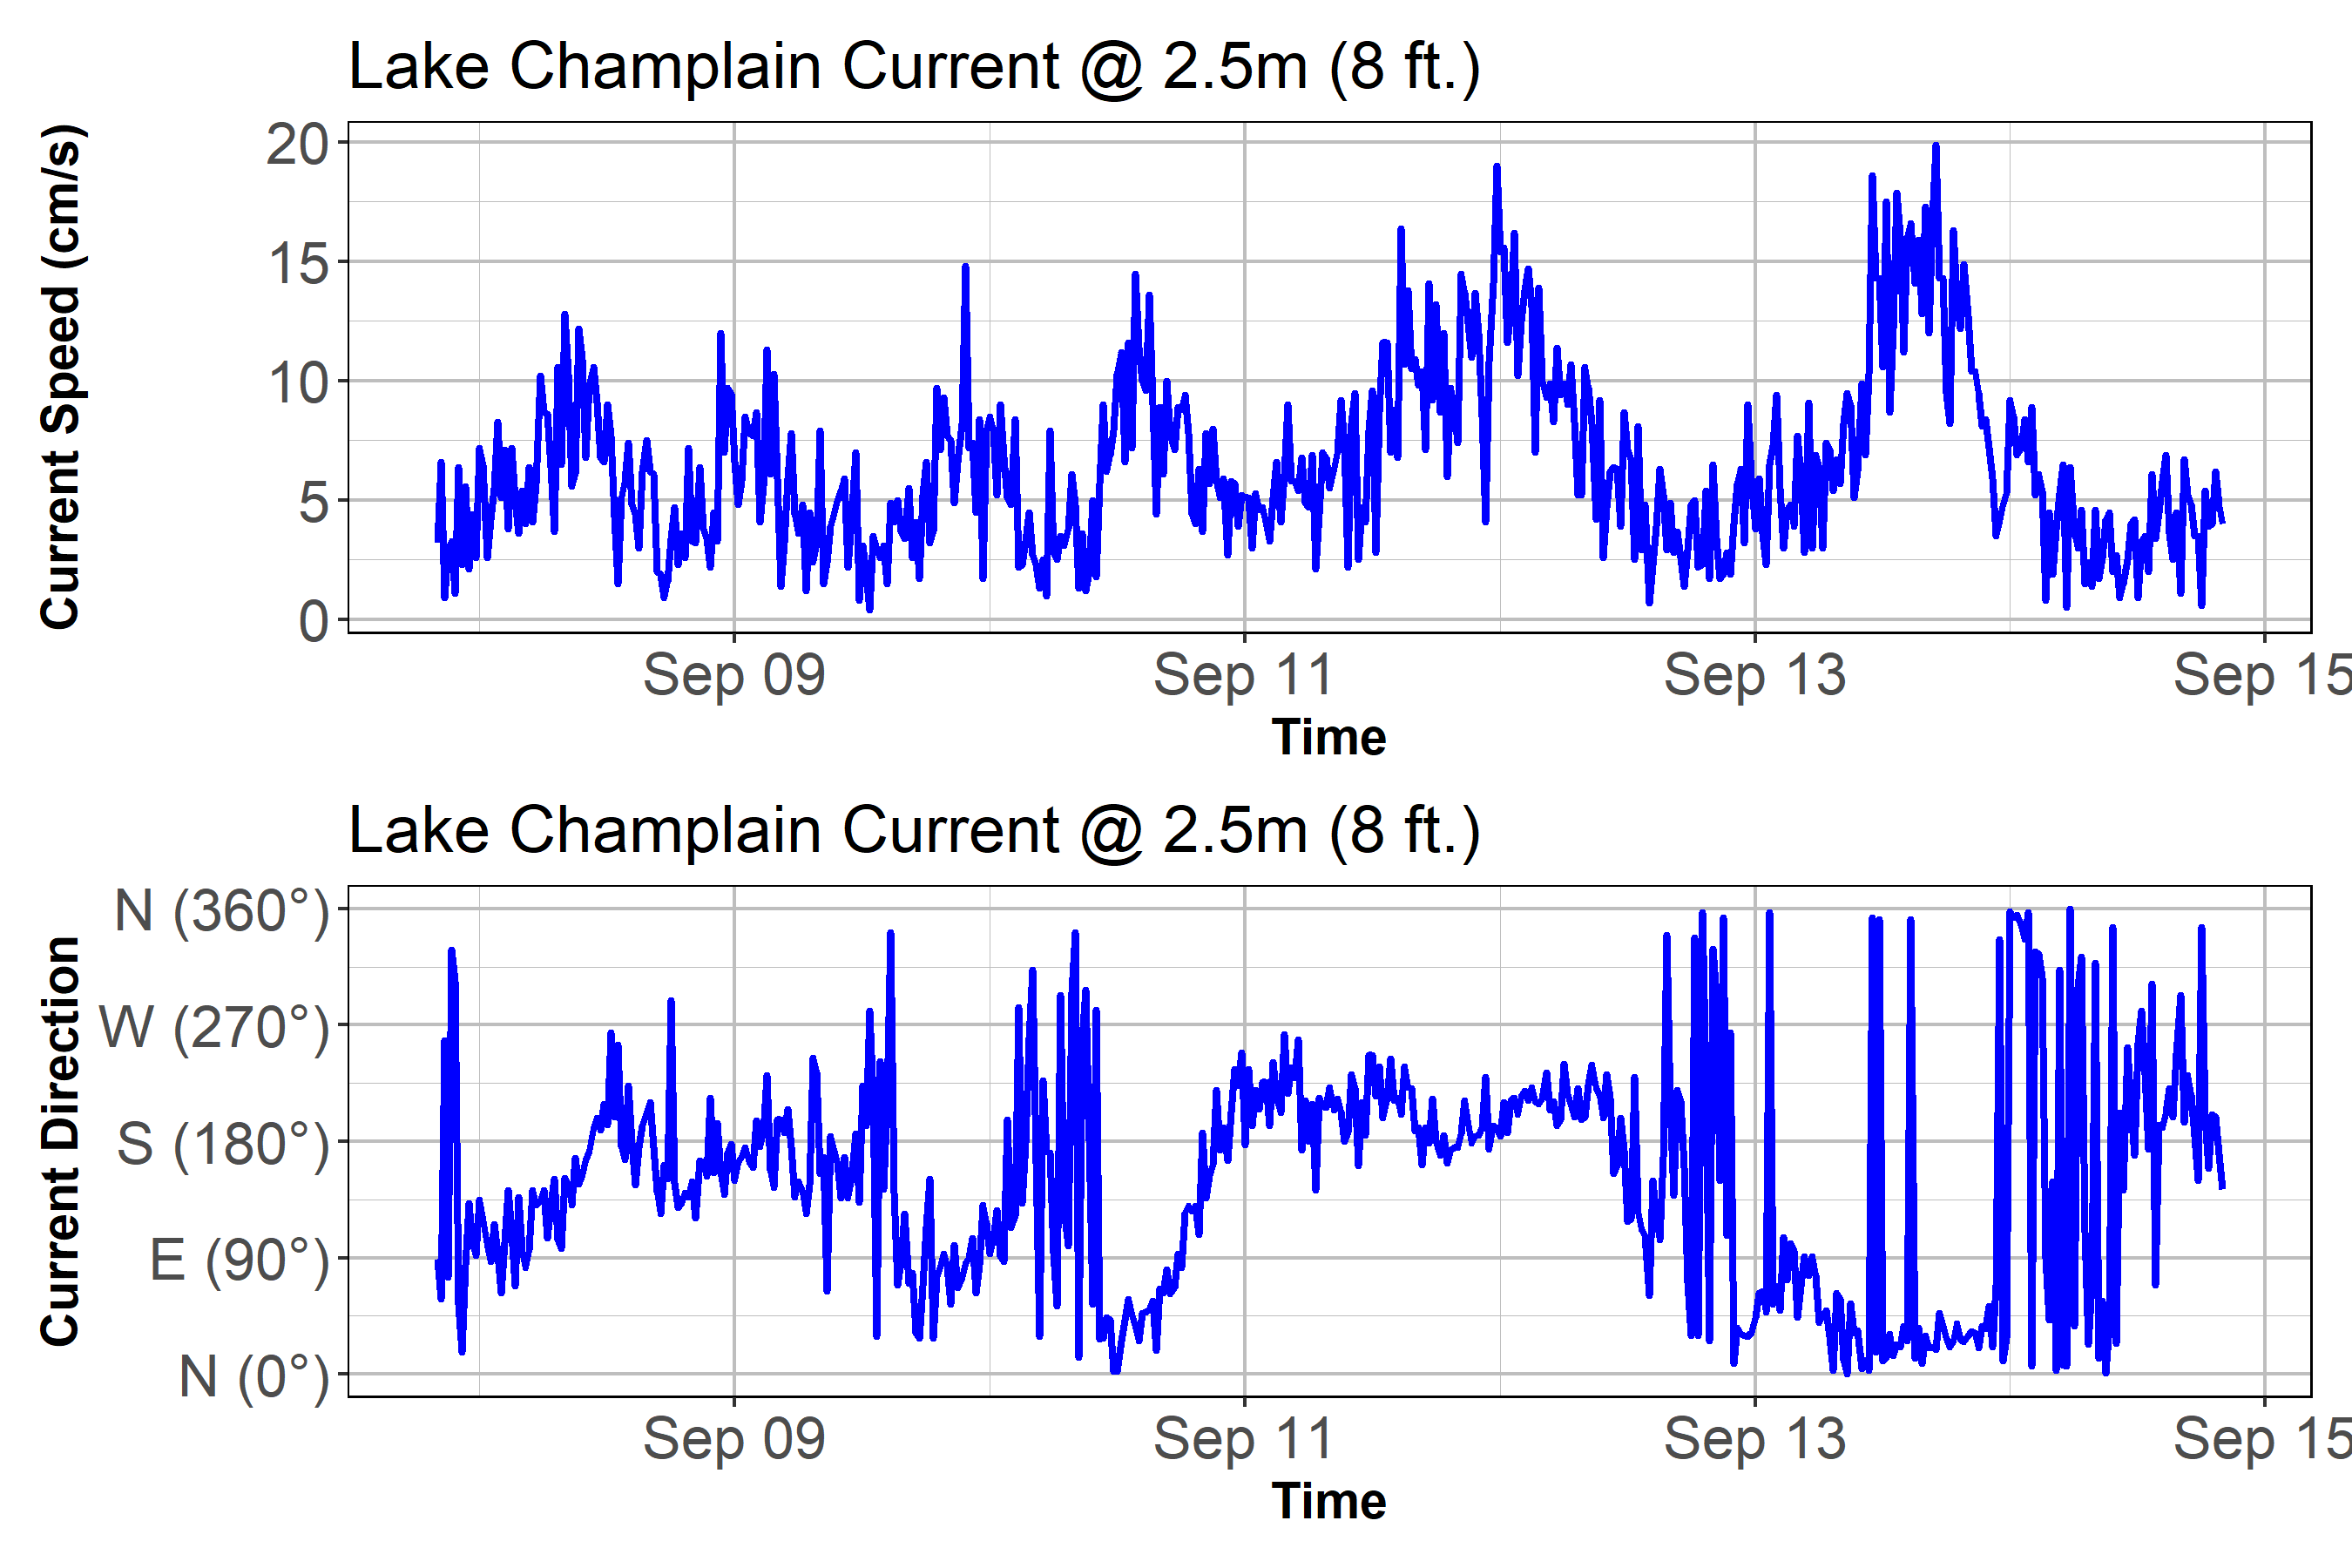 Lake Champlain Current @ 2.5m (8 ft.)
Current Speed (cm/s)
20
15
10
5
0
Sep 09 Sep 11 Sep 13 Sep 15
Time
Lake Champlain Current @ 2.5m (8 ft.)
Current Direction
N (360°)
W (270°)
S (180°)
E (90°)
N (0°)
Sep 09 Sep 11 Sep 13 Sep 15
Time